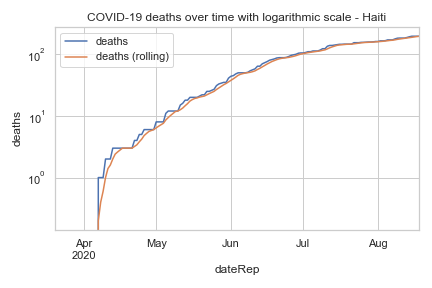 COVID-19 deaths over time with logarithmic scale - Haiti
deaths
deaths (rolling)
10²
10¹
10⁰
deaths
Apr
2020
May
Jun
Jul
Aug
dateRep